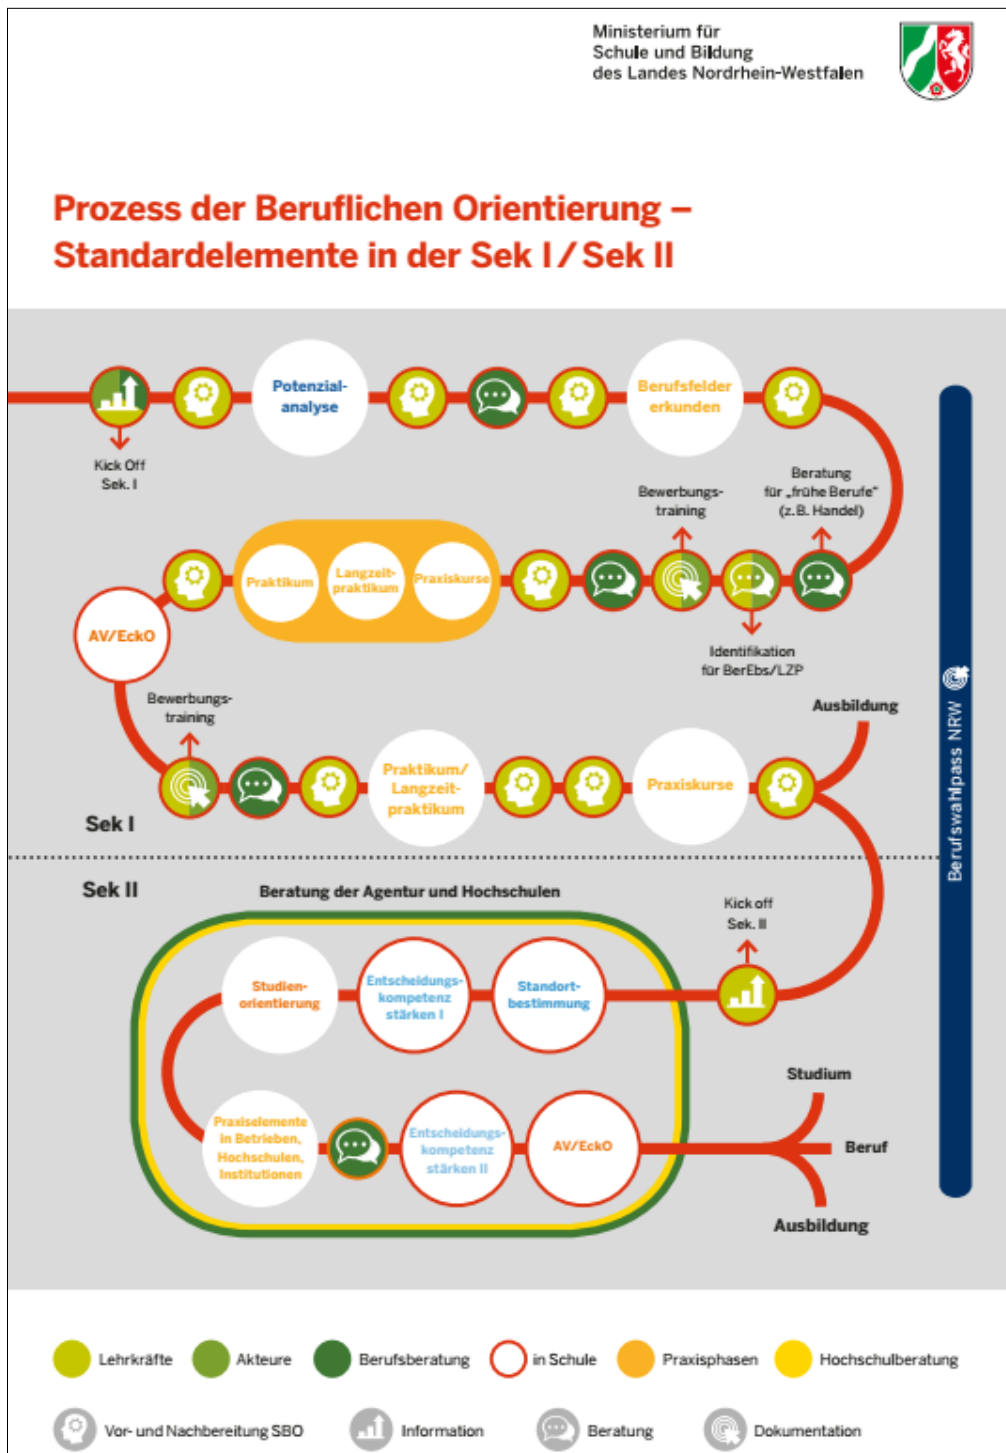 Ministerium für
Schule und Bildung
des Landes Nordrhein-Westfalen
Prozess der Beruflichen Orientierung –
Standardelemente in der Sek I / Sek II
Potenzial-
analyse
Berufsfelder
erkunden
Kick Off
Sek. I
Bewerbungs-
training
Beratung
für „frühe Berufe“
(z.B. Handel)
Praktikum
Langzeit-
praktikum
Praxiskurse
AV/EckO
Identifikation
für BerEbs/LZP
Bewerbungs-
training
Ausbildung
Praktikum/
Langzeit-
praktikum
Praxiskurse
Sek I
Berufswahlpass NRW
Sek II
Beratung der Agentur und Hochschulen
Kick off
Sek. II
Studien-
orientierung
Entscheidungs-
kompetenz
stärken I
Standort-
bestimmung
Studium
Praxiselemente
in Betrieben,
Hochschulen,
Institutionen
Entscheidungs-
kompetenz
stärken II
AV/EckO
Beruf
Ausbildung
Lehrkräfte
Akteure
Berufsberatung
in Schule
Praxisphasen
Hochschulberatung
Vor- und Nachbereitung SBO
Information
Beratung
Dokumentation